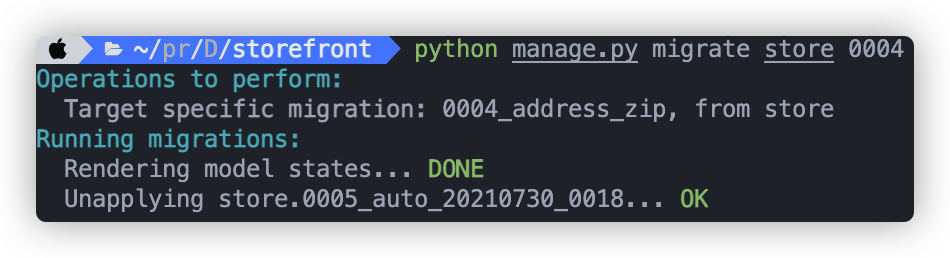 ~/pr/D/storefront python manage.py migrate store 0004
Operations to perform:
Target specific migration: 0004_address_zip, from store
Running migrations:
Rendering model states... DONE
Unapplying store.0005_auto_20210730_0018... OK